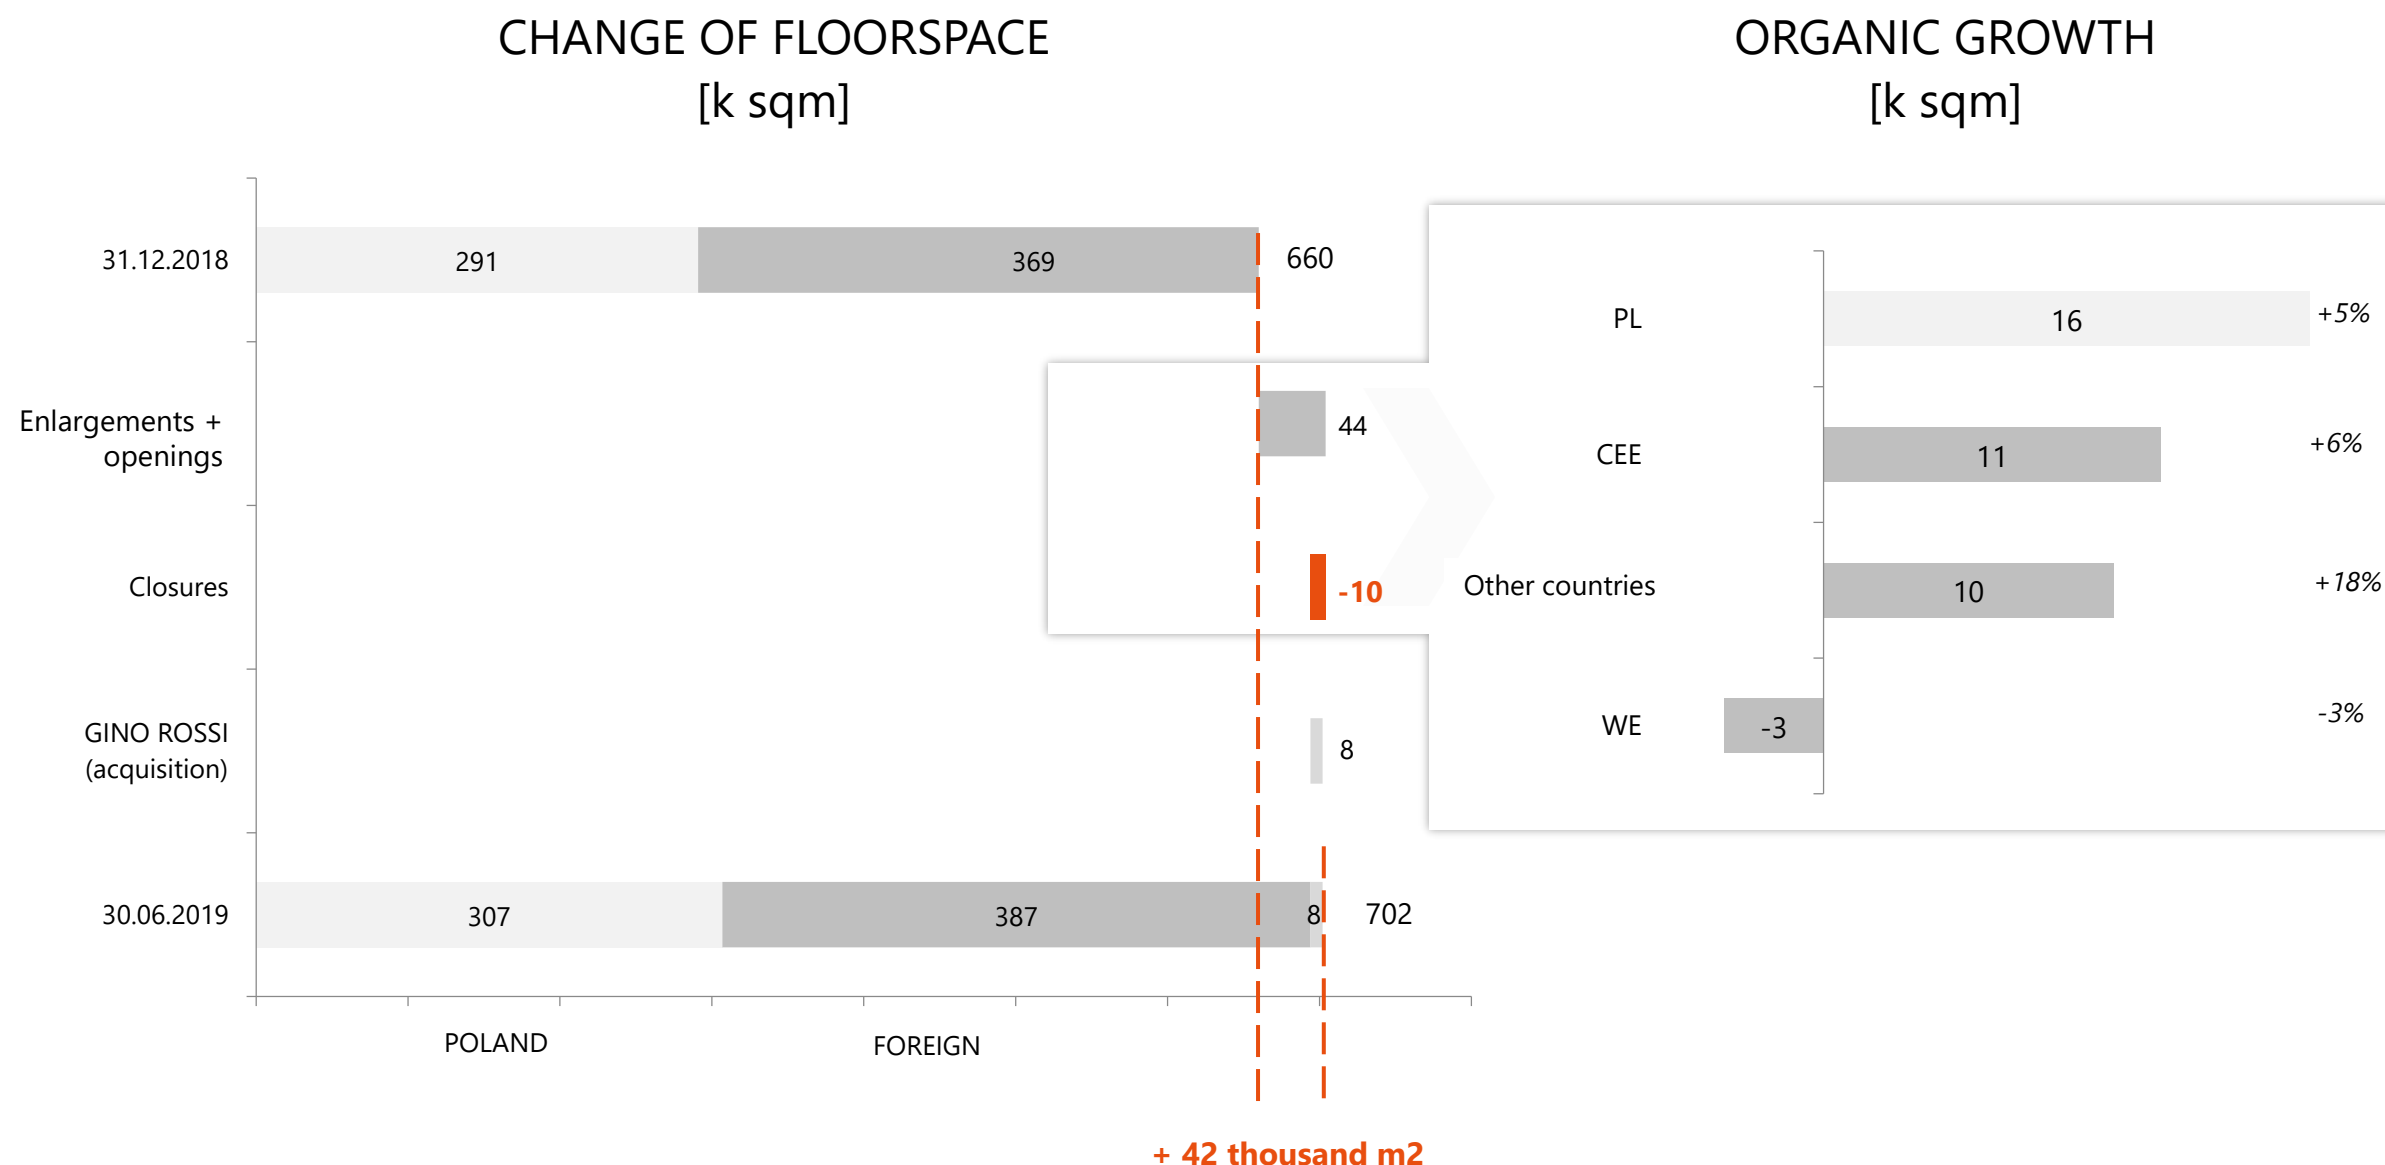 CHANGE OF FLOORSPACE
[k sqm]
31.12.2018
291
369
660
Enlargements +
openings
44
Closures
-10
GINO ROSSI
(acquisition)
8
30.06.2019
307
387
8
702
POLAND
FOREIGN
+ 42 thousand m2
ORGANIC GROWTH
[k sqm]
PL
16
+5%
CEE
11
+6%
Other countries
10
+18%
WE
-3
-3%